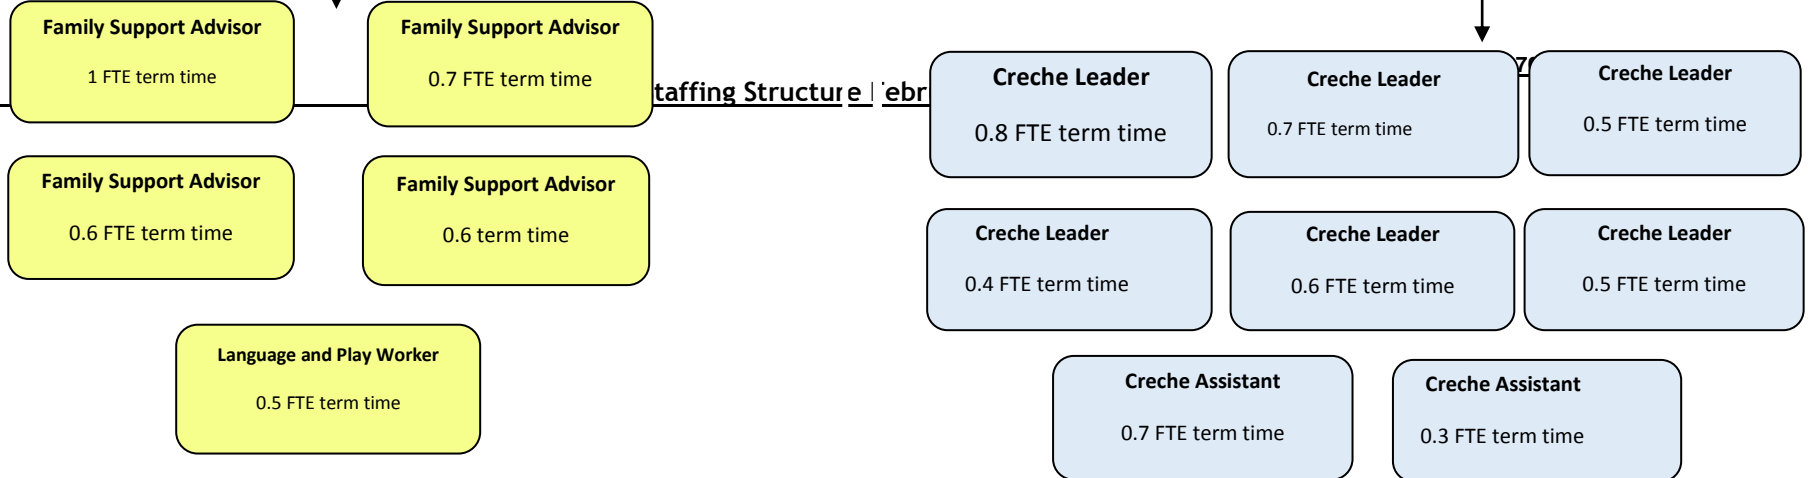 Family Support Advisor
1 FTE term time
Family Support Advisor
0.7 FTE term time
Creche Leader
0.8 FTE term time
Creche Leader
0.7 FTE term time
Creche Leader
0.5 FTE term time
Family Support Advisor
0.6 FTE term time
Family Support Advisor
0.6 term time
Creche Leader
0.4 FTE term time
Creche Leader
0.6 FTE term time
Creche Leader
0.5 FTE term time
Language and Play Worker
0.5 FTE term time
Creche Assistant
0.7 FTE term time
Creche Assistant
0.3 FTE term time